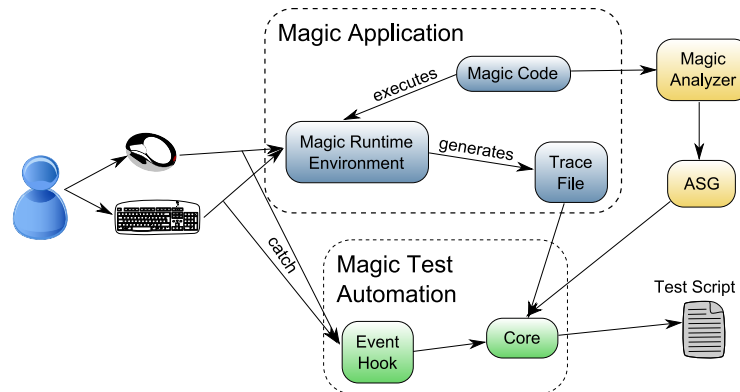 Magic Application
Magic Code
Magic
Analyzer
executes
Magic Runtime
Environment
generates
Trace
File
ASG
catch
Magic Test
Automation
Test Script
Event
Hook
Core